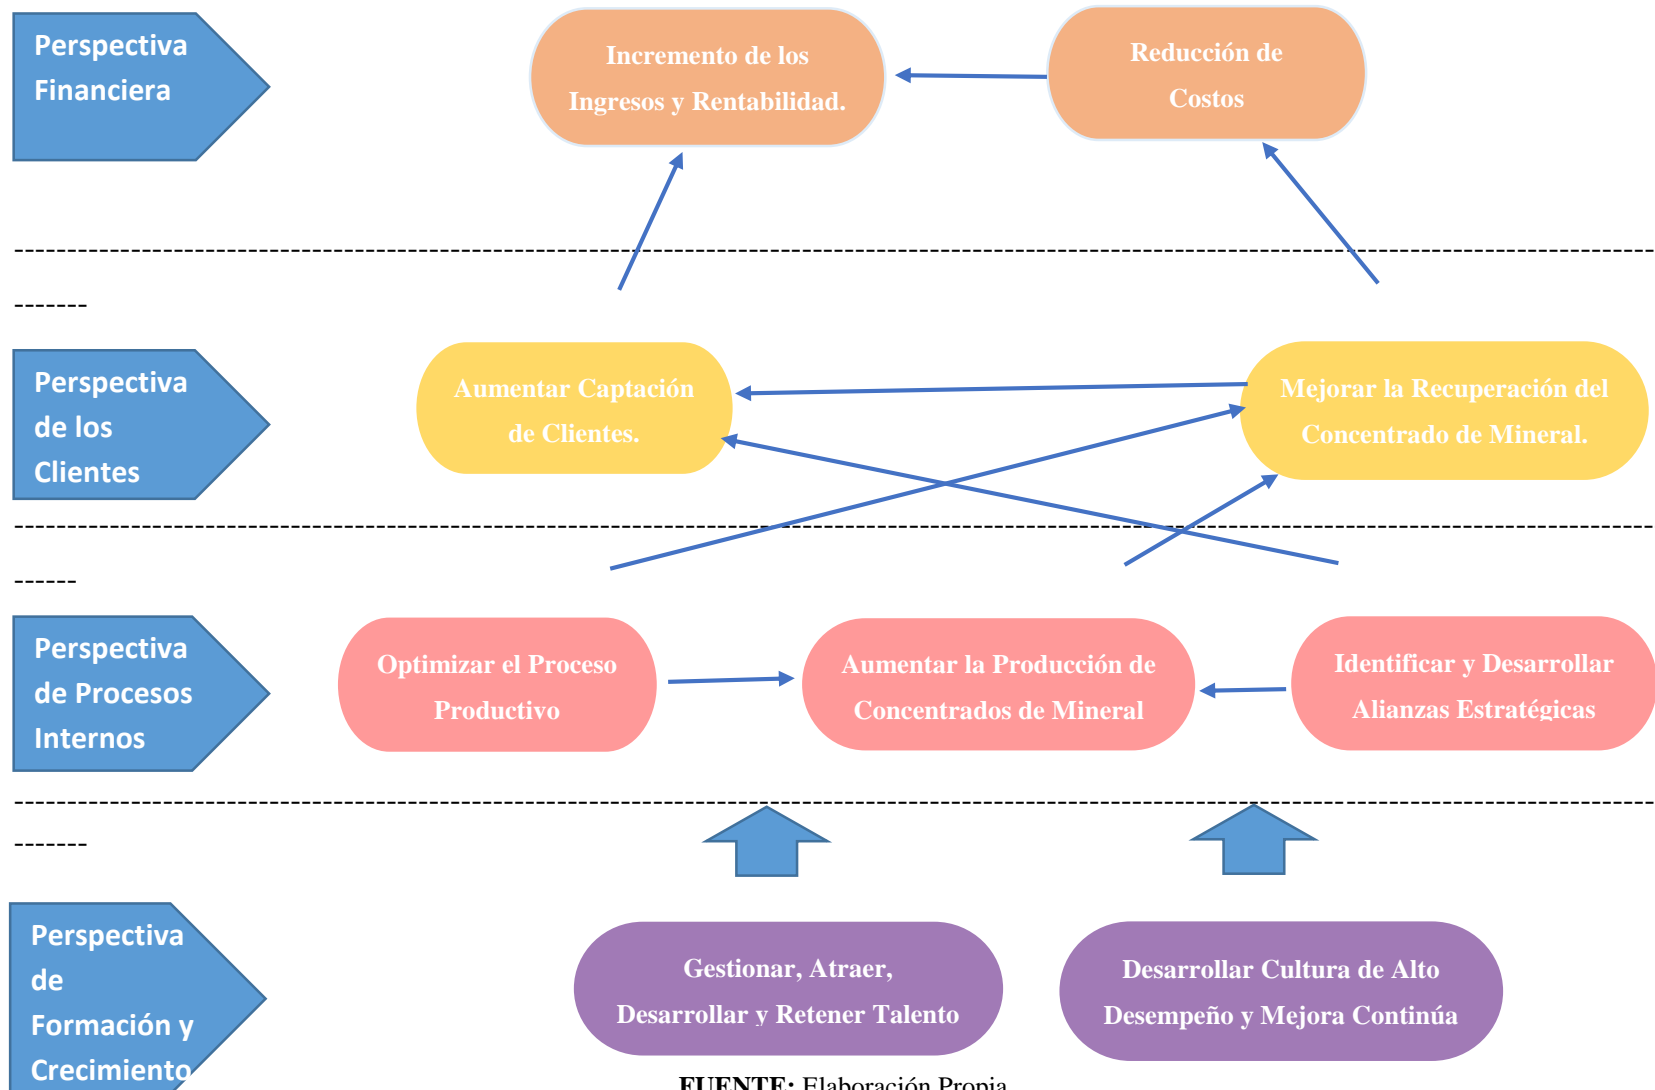 Perspectiva
Financiera
Incremento de los
Ingresos y Rentabilidad.
Reducción de
Costos
Perspectiva
de los
Clientes
Aumentar Captación
de Clientes.
Mejorar la Recuperación del
Concentrado de Mineral.
Perspectiva
de Procesos
Internos
Optimizar el Proceso
Productivo
Aumentar la Producción de
Concentrados de Mineral
Identificar y Desarrollar
Alianzas Estratégicas
Perspectiva
de
Formación y
Crecimiento
Gestionar, Atraer,
Desarrollar y Retener Talento
Desarrollar Cultura de Alto
Desempeño y Mejora Continúa
FUENTE: Elaboración Propia